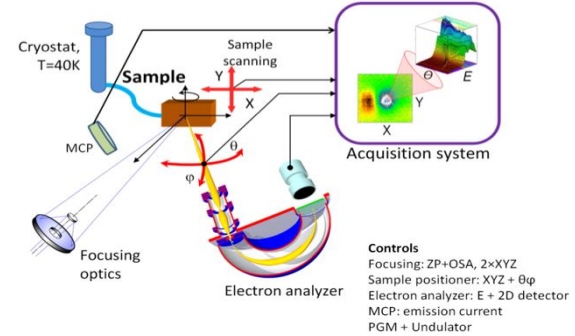 Cryostat,
T=40K
Sample
Sample
scanning
Y
X
MCP
θ
φ
Focusing
optics
Electron analyzer
Θ
E
Y
X
Acquisition system
Controls
Focusing: ZP+OSA, 2×XYZ
Sample positioner: XYZ + θφ
Electron analyzer: E + 2D detector
MCP: emission current
PGM + Undulator